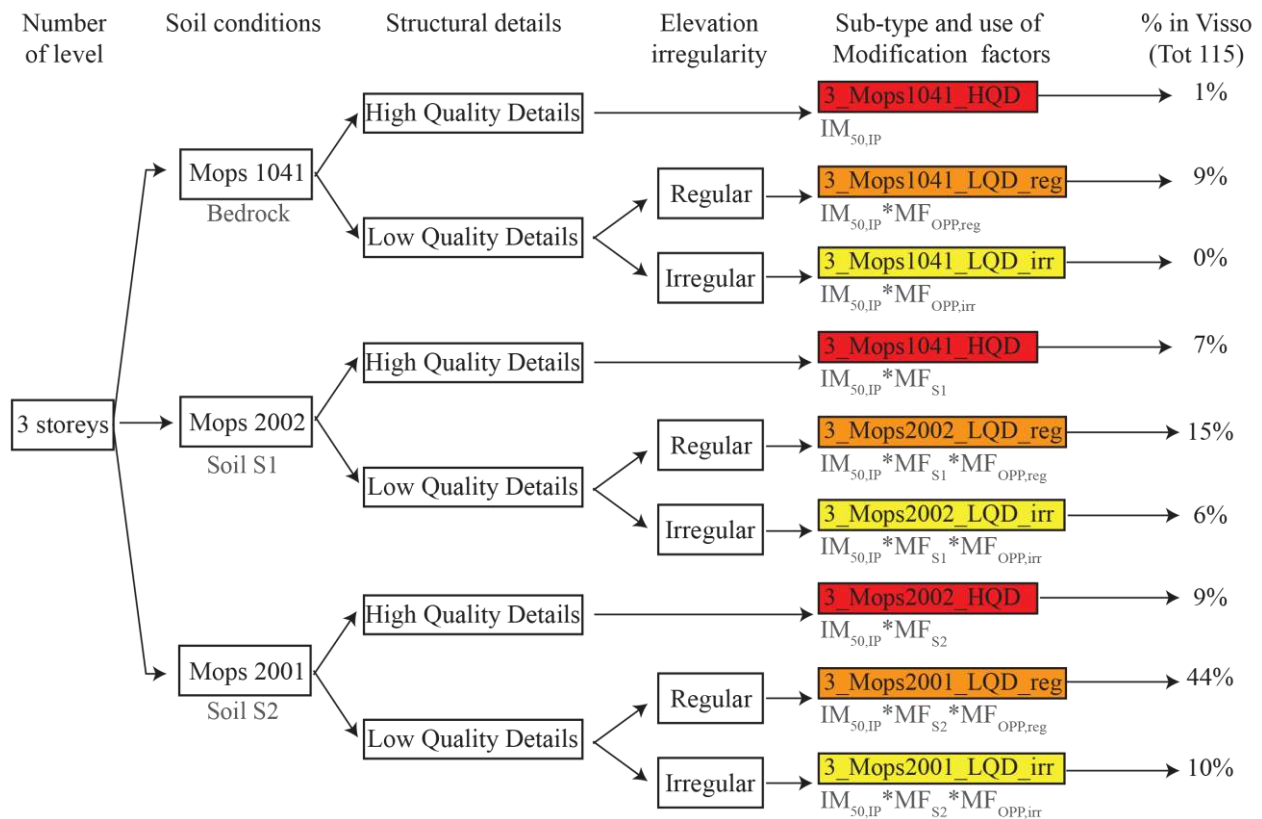 Number
of level
Soil conditions
Structural details
Elevation
irregularity
Sub-type and use of
Modification factors
% in Visso
(Tot 115)
High Quality Details
3_Mops1041_HQD
1%
IM50,IP
Mops 1041
Bedrock
Regular
3_Mops1041_LQD_reg
9%
IM50,IP*MFOPP,reg
Low Quality Details
Irregular
3_Mops1041_LQD_irr
0%
IM50,IP*MFOPP,irr
High Quality Details
3_Mops1041_HQD
7%
IM50,IP*MFS1
3 storeys
Mops 2002
Soil S1
Regular
3_Mops2002_LQD_reg
15%
IM50,IP*MFS1*MFOPP,reg
Low Quality Details
Irregular
3_Mops2002_LQD_irr
6%
IM50,IP*MFS1*MFOPP,irr
High Quality Details
3_Mops2002_HQD
9%
IM50,IP*MFS2
Mops 2001
Soil S2
Regular
3_Mops2001_LQD_reg
44%
IM50,IP*MFS2*MFOPP,reg
Low Quality Details
Irregular
3_Mops2001_LQD_irr
10%
IM50,IP*MFS2*MFOPP,irr